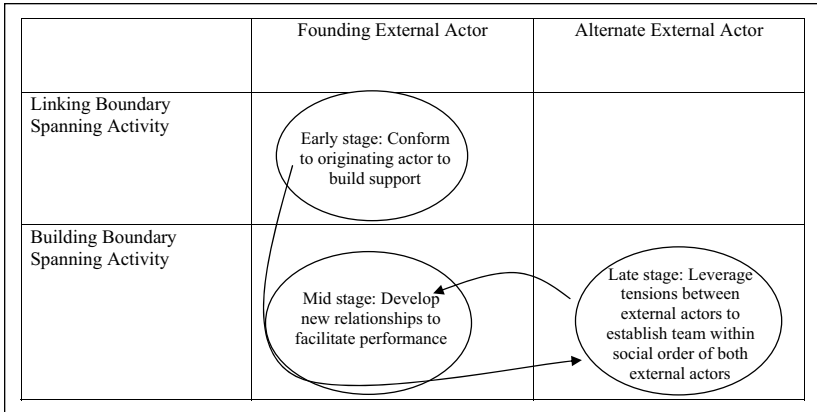 Founding External Actor
Alternate External Actor
Linking Boundary
Spanning Activity
Early stage: Conform
to originating actor to
build support
Building Boundary
Spanning Activity
Mid stage: Develop
new relationships to
facilitate performance
Late stage: Leverage
tensions between
external actors to
establish team within
social order of both
external actors